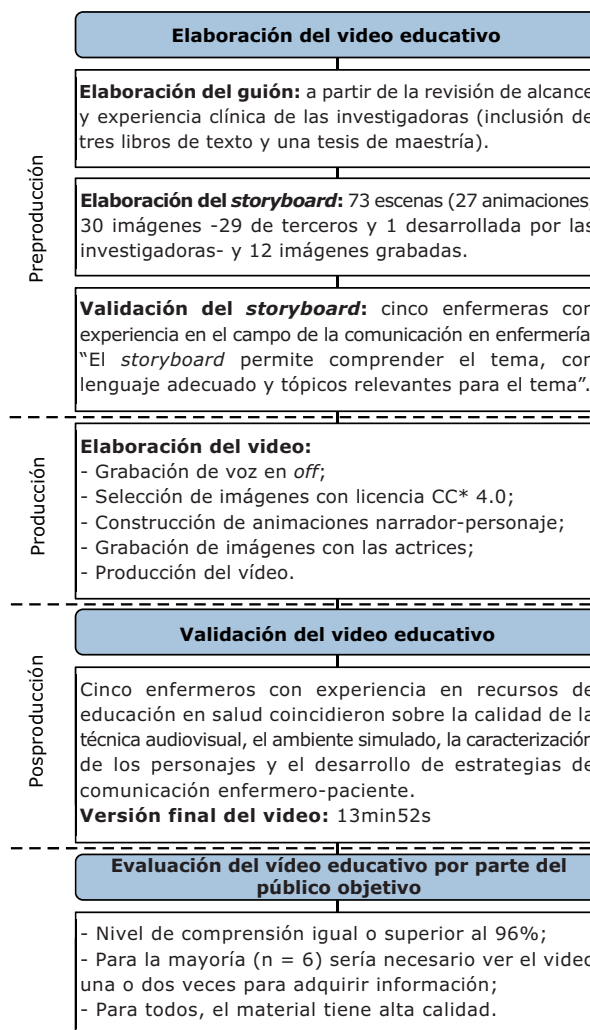 Elaboración del video educativo
Preproducción
Elaboración del guión: a partir de la revisión de alcance
y experiencia clínica de las investigadoras (inclusión de
tres libros de texto y una tesis de maestría).
Elaboración del storyboard: 73 escenas (27 animaciones,
30 imágenes -29 de terceros y 1 desarrollada por las
investigadoras- y 12 imágenes grabadas.
Validación del storyboard: cinco enfermeras con
experiencia en el campo de la comunicación en enfermería
“El storyboard permite comprender el tema, con
lenguaje adecuado y tópicos relevantes para el tema”.
Producción
Elaboración del video:
- Grabación de voz en off;
- Selección de imágenes con licencia CC* 4.0;
- Construcción de animaciones narrador-personaje;
- Grabación de imágenes con las actrices;
- Producción del vídeo.
Posproducción
Validación del video educativo
Cinco enfermeros con experiencia en recursos de
educación en salud coincidieron sobre la calidad de la
técnica audiovisual, el ambiente simulado, la caracterización
de los personajes y el desarrollo de estrategias de
comunicación enfermero-paciente.
Versión final del video: 13min52s
Evaluación del vídeo educativo por parte del
público objetivo
- Nivel de comprensión igual o superior al 96%;
- Para la mayoría (n = 6) sería necesario ver el video
una o dos veces para adquirir información;
- Para todos, el material tiene alta calidad.